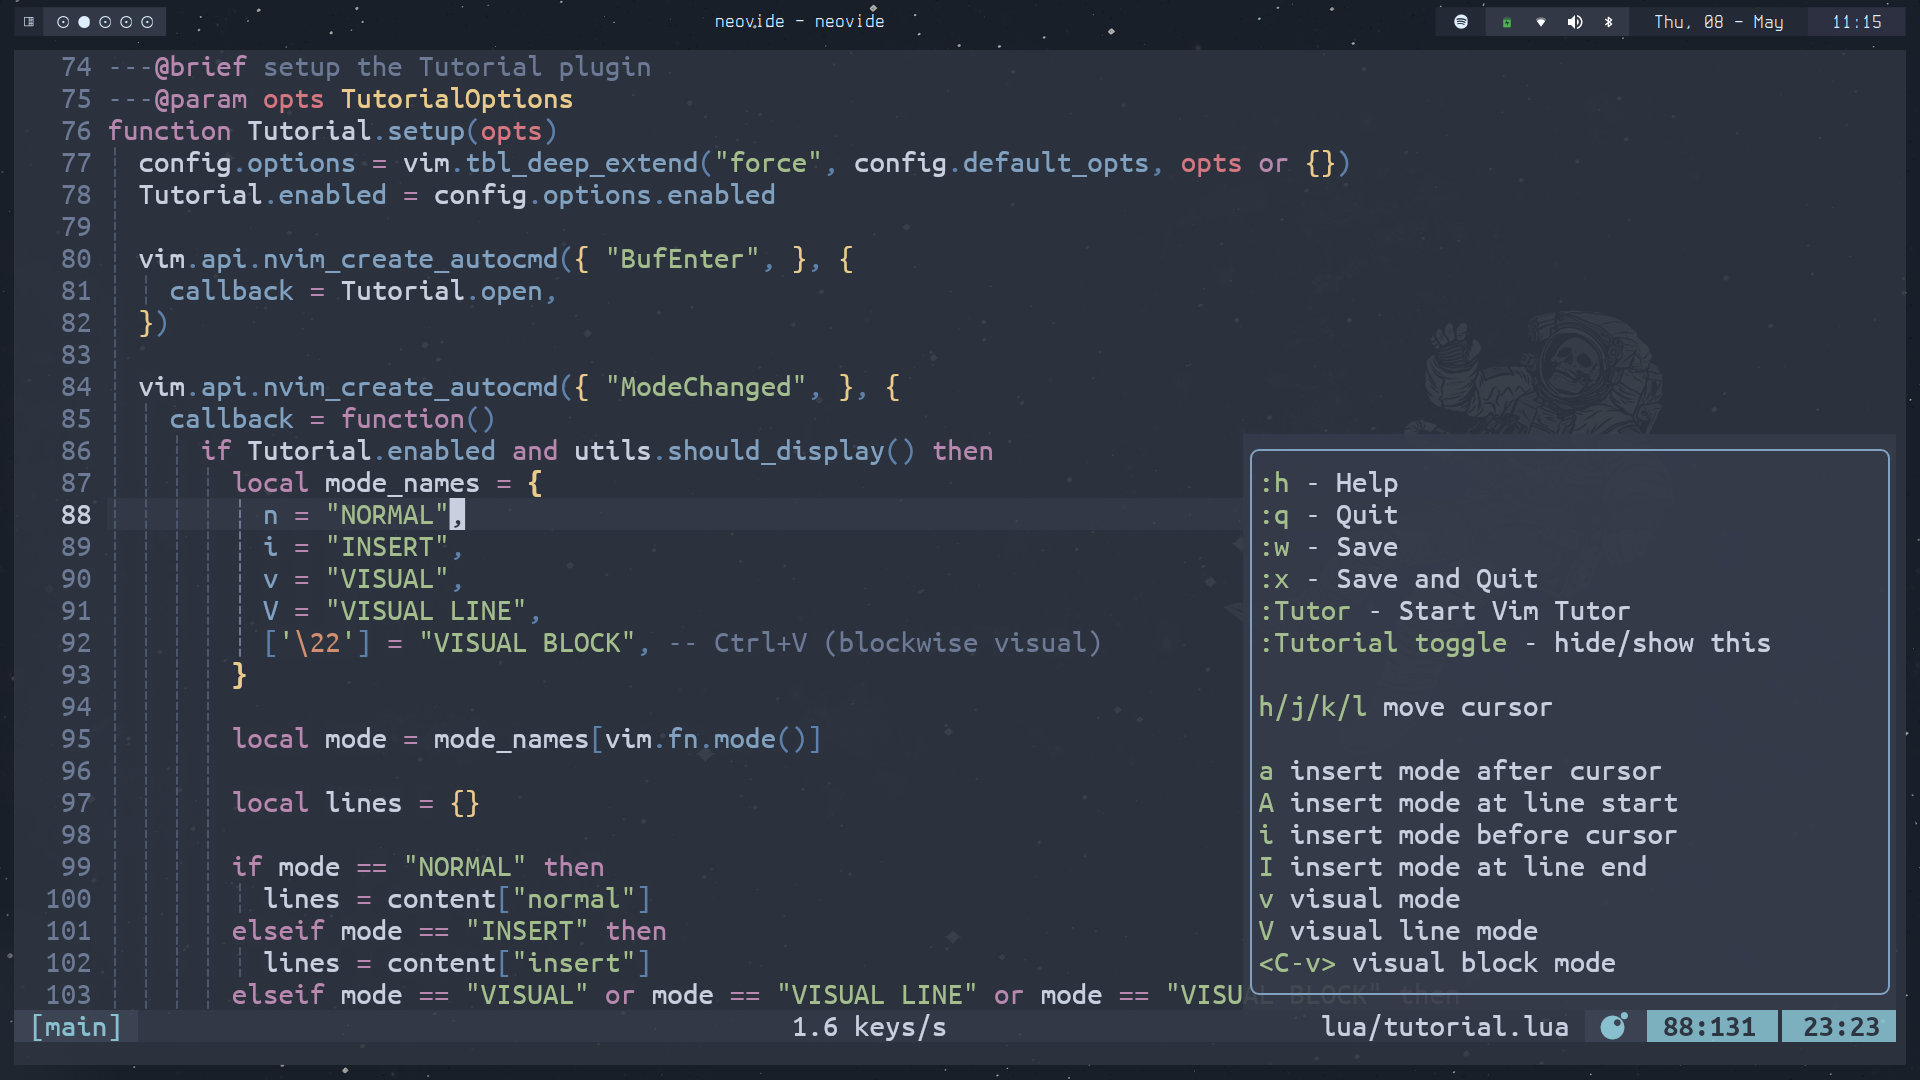 neovide - neovide
Thu, 08 - May
11:15
74 ---@brief setup the Tutorial plugin
75 ---@param opts TutorialOptions
76 function Tutorial.setup(opts)
77 config.options = vim.tbl_deep_extend("force", config.default_opts, opts or {})
78 Tutorial.enabled = config.options.enabled
79
80 vim.api.nvim_create_autocmd({ "BufEnter", }, {
81 callback = Tutorial.open,
82 })
83
84 vim.api.nvim_create_autocmd({ "ModeChanged", }, {
85 callback = function()
86 if Tutorial.enabled and utils.should_display() then
87 local mode_names = {
88 n = "NORMAL",
89 i = "INSERT",
90 v = "VISUAL",
91 V = "VISUAL LINE",
92 ['\22'] = "VISUAL BLOCK", -- Ctrl+V (blockwise visual)
93 }
94
95 local mode = mode_names[vim.fn.mode()]
96
97 local lines = {}
98
99 if mode == "NORMAL" then
100 lines = content["normal"]
101 elseif mode == "INSERT" then
102 lines = content["insert"]
103 elseif mode == "VISUAL" or mode == "VISUAL LINE" or mode == "VISUAL BLOCK" then
:h - Help
:q - Quit
:w - Save
:x - Save and Quit
:Tutor - Start Vim Tutor
:Tutorial toggle - hide/show this
h/j/k/l move cursor
a insert mode after cursor
A insert mode at line start
i insert mode before cursor
I insert mode at line end
v visual mode
V visual line mode
<C-v> visual block mode
[main]
1.6 keys/s
lua/tutorial.lua
88:131
23:23